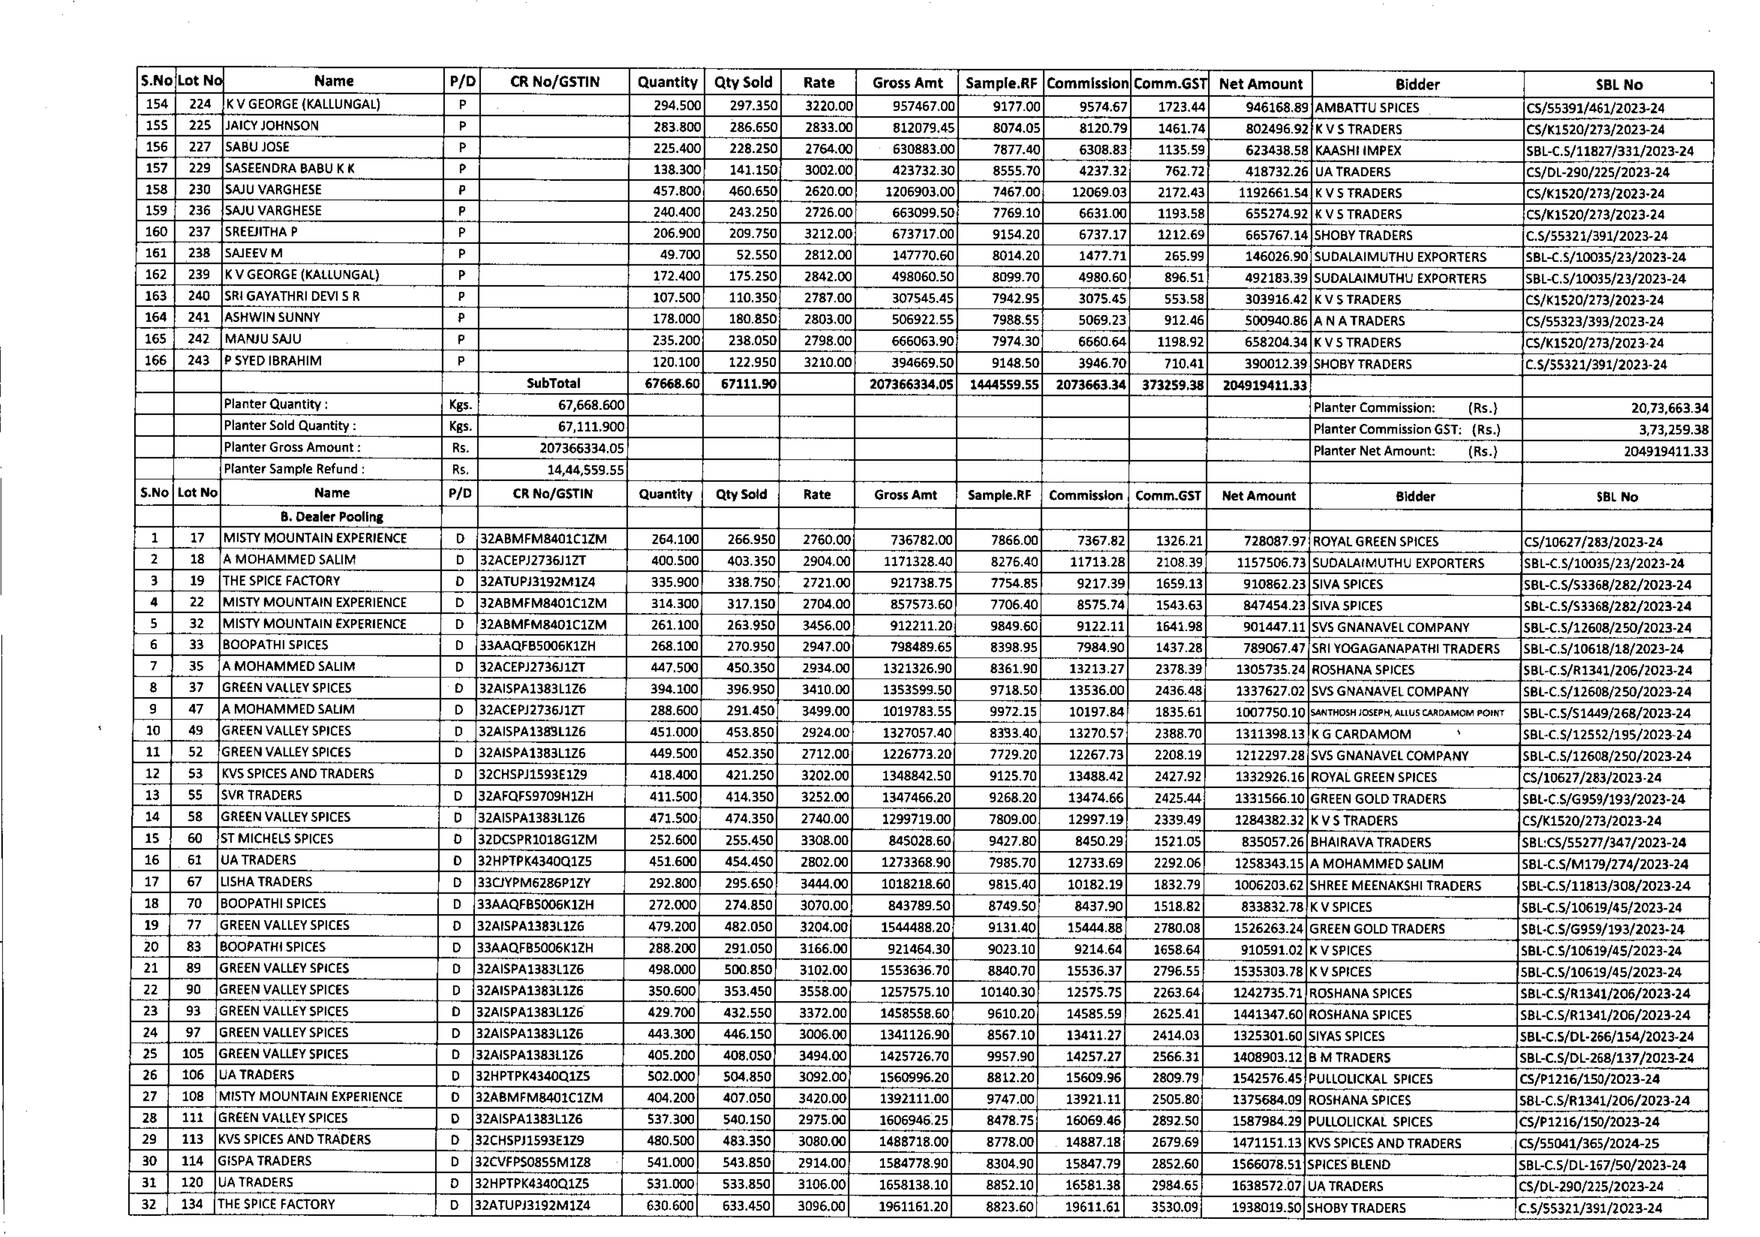 S.No Lot No Name P/D CR No/GSTIN Quantity Qty Sold Rate Gross Amt Sample.RF Commission Comm.GST Net Amount Bidder SBL No
154 224 K V GEORGE (KALLUNGAL) P 294.500 297.350 3220.00 957467.00 9177.00 9574.67 1723.44 946168.89 AMBATTU SPICES CS/55391/461/2023-24
155 225 JAICY JOHNSON P 283.800 286.650 2833.00 812079.45 8074.05 8120.79 1461.74 802496.92 K V S TRADERS CS/K1520/273/2023-24
156 227 SABU JOSE P 225.400 228.250 2764.00 630883.00 7877.40 6308.83 1135.59 623438.58 KAASHI IMPEX SBL-C.S/11827/331/2023-24
157 229 SASEENDRA BABU K K P 138.300 141.150 3002.00 423732.30 8555.70 4237.32 762.72 418732.26 UA TRADERS CS/DL-290/225/2023-24
158 230 SAJU VARGHESE P 457.800 460.650 2620.00 1206903.00 7467.00 12069.03 2172.43 1192661.54 K V S TRADERS CS/K1520/273/2023-24
159 236 SAJU VARGHESE P 240.400 243.250 2726.00 663099.50 7769.10 6631.00 1193.58 655274.92 K V S TRADERS CS/K1520/273/2023-24
160 237 SREEJITHA P P 206.900 209.750 3212.00 673717.00 9154.20 6737.17 1212.69 665767.14 SHOBY TRADERS C.S/55321/391/2023-24
161 238 SAJEEV M P 49.700 52.550 2812.00 147770.60 8014.20 1477.71 265.99 146026.90 SUDALAIMUTHU EXPORTERS SBL-C.S/10035/23/2023-24
162 239 K V GEORGE (KALLUNGAL) P 172.400 175.250 2842.00 498060.50 8099.70 4980.60 896.51 492183.39 SUDALAIMUTHU EXPORTERS SBL-C.S/10035/23/2023-24
163 240 SRI GAYATHRI DEVI S R P 107.500 110.350 2787.00 307545.45 7942.95 3075.45 553.58 303916.42 K V S TRADERS CS/K1520/273/2023-24
164 241 ASHWIN SUNNY P 178.000 180.850 2803.00 506922.55 7988.55 5069.23 912.46 500940.86 A N A TRADERS CS/55323/393/2023-24
165 242 MANJU SAJU P 235.200 238.050 2798.00 666063.90 7974.30 6660.64 1198.92 658204.34 K V S TRADERS CS/K1520/273/2023-24
166 243 P SYED IBRAHIM P 120.100 122.950 3210.00 394669.50 9148.50 3946.70 710.41 390012.39 SHOBY TRADERS C.S/55321/391/2023-24
SubTotal 67668.60 67111.90 207366334.05 1444559.55 2073663.34 373259.38 204919411.33
Planter Quantity : Kgs. 67,668.600 Planter Commission: (Rs.) 20,73,663.34
Planter Sold Quantity : Kgs. 67,111.900 Planter Commission GST: (Rs.) 3,73,259.38
Planter Gross Amount : Rs. 207366334.05 Planter Net Amount: (Rs.) 204919411.33
Planter Sample Refund : Rs. 14,44,559.55
S.No Lot No Name P/D CR No/GSTIN Quantity Qty Sold Rate Gross Amt Sample.RF Commission Comm.GST Net Amount Bidder SBL No
B. Dealer Pooling
1 17 MISTY MOUNTAIN EXPERIENCE D 32ABMFM8401C1ZM 264.100 266.950 2760.00 736782.00 7866.00 7367.82 1326.21 728087.97 ROYAL GREEN SPICES CS/10627/283/2023-24
2 18 A MOHAMMED SALIM D 32ACEPJ2736J1ZT 400.500 403.350 2904.00 1171328.40 8276.40 11713.28 2108.39 1157506.73 SUDALAIMUTHU EXPORTERS SBL-C.S/10035/23/2023-24
3 19 THE SPICE FACTORY D 32ATUPJ3192M1Z4 335.900 338.750 2721.00 921738.75 7754.85 9217.39 1659.13 910862.23 SIVA SPICES SBL-C.S/S3368/282/2023-24
4 22 MISTY MOUNTAIN EXPERIENCE D 32ABMFM8401C1ZM 314.300 317.150 2704.00 857573.60 7706.40 8575.74 1543.63 847454.23 SIVA SPICES SBL-C.S/S3368/282/2023-24
5 32 MISTY MOUNTAIN EXPERIENCE D 32ABMFM8401C1ZM 261.100 263.950 3456.00 912211.20 9849.60 9122.11 1641.98 901447.11 SVS GNANAVEL COMPANY SBL-C.S/12608/250/2023-24
6 33 BOOPATHI SPICES D 33AAQFB5006K1ZH 268.100 270.950 2947.00 798489.65 8398.95 7984.90 1437.28 789067.47 SRI YOGAGANAPATHI TRADERS SBL-C.S/10618/18/2023-24
7 35 A MOHAMMED SALIM D 32ACEPJ2736J1ZT 447.500 450.350 2934.00 1321326.90 8361.90 13213.27 2378.39 1305735.24 ROSHANA SPICES SBL-C.S/R1341/206/2023-24
8 37 GREEN VALLEY SPICES D 32AISPA1383L1Z6 394.100 396.950 3410.00 1353599.50 9718.50 13536.00 2436.48 1337627.02 SVS GNANAVEL COMPANY SBL-C.S/12608/250/2023-24
9 47 A MOHAMMED SALIM D 32ACEPJ2736J1ZT 288.600 291.450 3499.00 1019783.55 9972.15 10197.84 1835.61 1007750.10 SANTHOSH JOSEPH, ALLUS CARDAMOM POINT SBL-C.S/S1449/268/2023-24
10 49 GREEN VALLEY SPICES D 32AISPA1383L1Z6 451.000 453.850 2924.00 1327057.40 8333.40 13270.57 2388.70 1311398.13 K G CARDAMOM SBL-C.S/12552/195/2023-24
11 52 GREEN VALLEY SPICES D 32AISPA1383L1Z6 449.500 452.350 2712.00 1226773.20 7729.20 12267.73 2208.19 1212297.28 SVS GNANAVEL COMPANY SBL-C.S/12608/250/2023-24
12 53 KVS SPICES AND TRADERS D 32CHSPJ1593E1Z9 418.400 421.250 3202.00 1348842.50 9125.70 13488.42 2427.92 1332926.16 ROYAL GREEN SPICES CS/10627/283/2023-24
13 55 SVR TRADERS D 32AFQFS9709H1ZH 411.500 414.350 3252.00 1347466.20 9268.20 13474.66 2425.44 1331566.10 GREEN GOLD TRADERS SBL-C.S/G959/193/2023-24
14 58 GREEN VALLEY SPICES D 32AISPA1383L1Z6 471.500 474.350 2740.00 1299719.00 7809.00 12997.19 2339.49 1284382.32 K V S TRADERS CS/K1520/273/2023-24
15 60 ST MICHELS SPICES D 32DCSPR1018G1ZM 252.600 255.450 3308.00 845028.60 9427.80 8450.29 1521.05 835057.26 BHAIRAVA TRADERS SBL:CS/55277/347/2023-24
16 61 UA TRADERS D 32HPTPK4340Q1Z5 451.600 454.450 2802.00 1273368.90 7985.70 12733.69 2292.06 1258343.15 A MOHAMMED SALIM SBL-C.S/M179/274/2023-24
17 67 LISHA TRADERS D 33CJYPM6286P1ZY 292.800 295.650 3444.00 1018218.60 9815.40 10182.19 1832.79 1006203.62 SHREE MEENAKSHI TRADERS SBL-C.S/11813/308/2023-24
18 70 BOOPATHI SPICES D 33AAQFB5006K1ZH 272.000 274.850 3070.00 843789.50 8749.50 8437.90 1518.82 833832.78 K V SPICES SBL-C.S/10619/45/2023-24
19 77 GREEN VALLEY SPICES D 32AISPA1383L1Z6 479.200 482.050 3204.00 1544488.20 9131.40 15444.88 2780.08 1526263.24 GREEN GOLD TRADERS SBL-C.S/G959/193/2023-24
20 83 BOOPATHI SPICES D 33AAQFB5006K1ZH 288.200 291.050 3166.00 921464.30 9023.10 9214.64 1658.64 910591.02 K V SPICES SBL-C.S/10619/45/2023-24
21 89 GREEN VALLEY SPICES D 32AISPA1383L1Z6 498.000 500.850 3102.00 1553636.70 8840.70 15536.37 2796.55 1535303.78 K V SPICES SBL-C.S/10619/45/2023-24
22 90 GREEN VALLEY SPICES D 32AISPA1383L1Z6 350.600 353.450 3558.00 1257575.10 10140.30 12575.75 2263.64 1242735.71 ROSHANA SPICES SBL-C.S/R1341/206/2023-24
23 93 GREEN VALLEY SPICES D 32AISPA1383L1Z6 429.700 432.550 3372.00 1458558.60 9610.20 14585.59 2625.41 1441347.60 ROSHANA SPICES SBL-C.S/R1341/206/2023-24
24 97 GREEN VALLEY SPICES D 32AISPA1383L1Z6 443.300 446.150 3006.00 1341126.90 8567.10 13411.27 2414.03 1325301.60 SIYAS SPICES SBL-C.S/DL-266/154/2023-24
25 105 GREEN VALLEY SPICES D 32AISPA1383L1Z6 405.200 408.050 3494.00 1425726.70 9957.90 14257.27 2566.31 1408903.12 B M TRADERS SBL-C.S/DL-268/137/2023-24
26 106 UA TRADERS D 32HPTPK4340Q1Z5 502.000 504.850 3092.00 1560996.20 8812.20 15609.96 2809.79 1542576.45 PULLOLICKAL SPICES CS/P1216/150/2023-24
27 108 MISTY MOUNTAIN EXPERIENCE D 32ABMFM8401C1ZM 404.200 407.050 3420.00 1392111.00 9747.00 13921.11 2505.80 1375684.09 ROSHANA SPICES SBL-C.S/R1341/206/2023-24
28 111 GREEN VALLEY SPICES D 32AISPA1383L1Z6 537.300 540.150 2975.00 1606946.25 8478.75 16069.46 2892.50 1587984.29 PULLOLICKAL SPICES CS/P1216/150/2023-24
29 113 KVS SPICES AND TRADERS D 32CHSPJ1593E1Z9 480.500 483.350 3080.00 1488718.00 8778.00 14887.18 2679.69 1471151.13 KVS SPICES AND TRADERS CS/55041/365/2024-25
30 114 GISPA TRADERS D 32CVFPS0855M1Z8 541.000 543.850 2914.00 1584778.90 8304.90 15847.79 2852.60 1566078.51 SPICES BLEND SBL-C.S/DL-167/50/2023-24
31 120 UA TRADERS D 32HPTPK4340Q1Z5 531.000 533.850 3106.00 1658138.10 8852.10 16581.38 2984.65 1638572.07 UA TRADERS CS/DL-290/225/2023-24
32 134 THE SPICE FACTORY D 32ATUPJ3192M1Z4 630.600 633.450 3096.00 1961161.20 8823.60 19611.61 3530.09 1938019.50 SHOBY TRADERS C.S/55321/391/2023-24